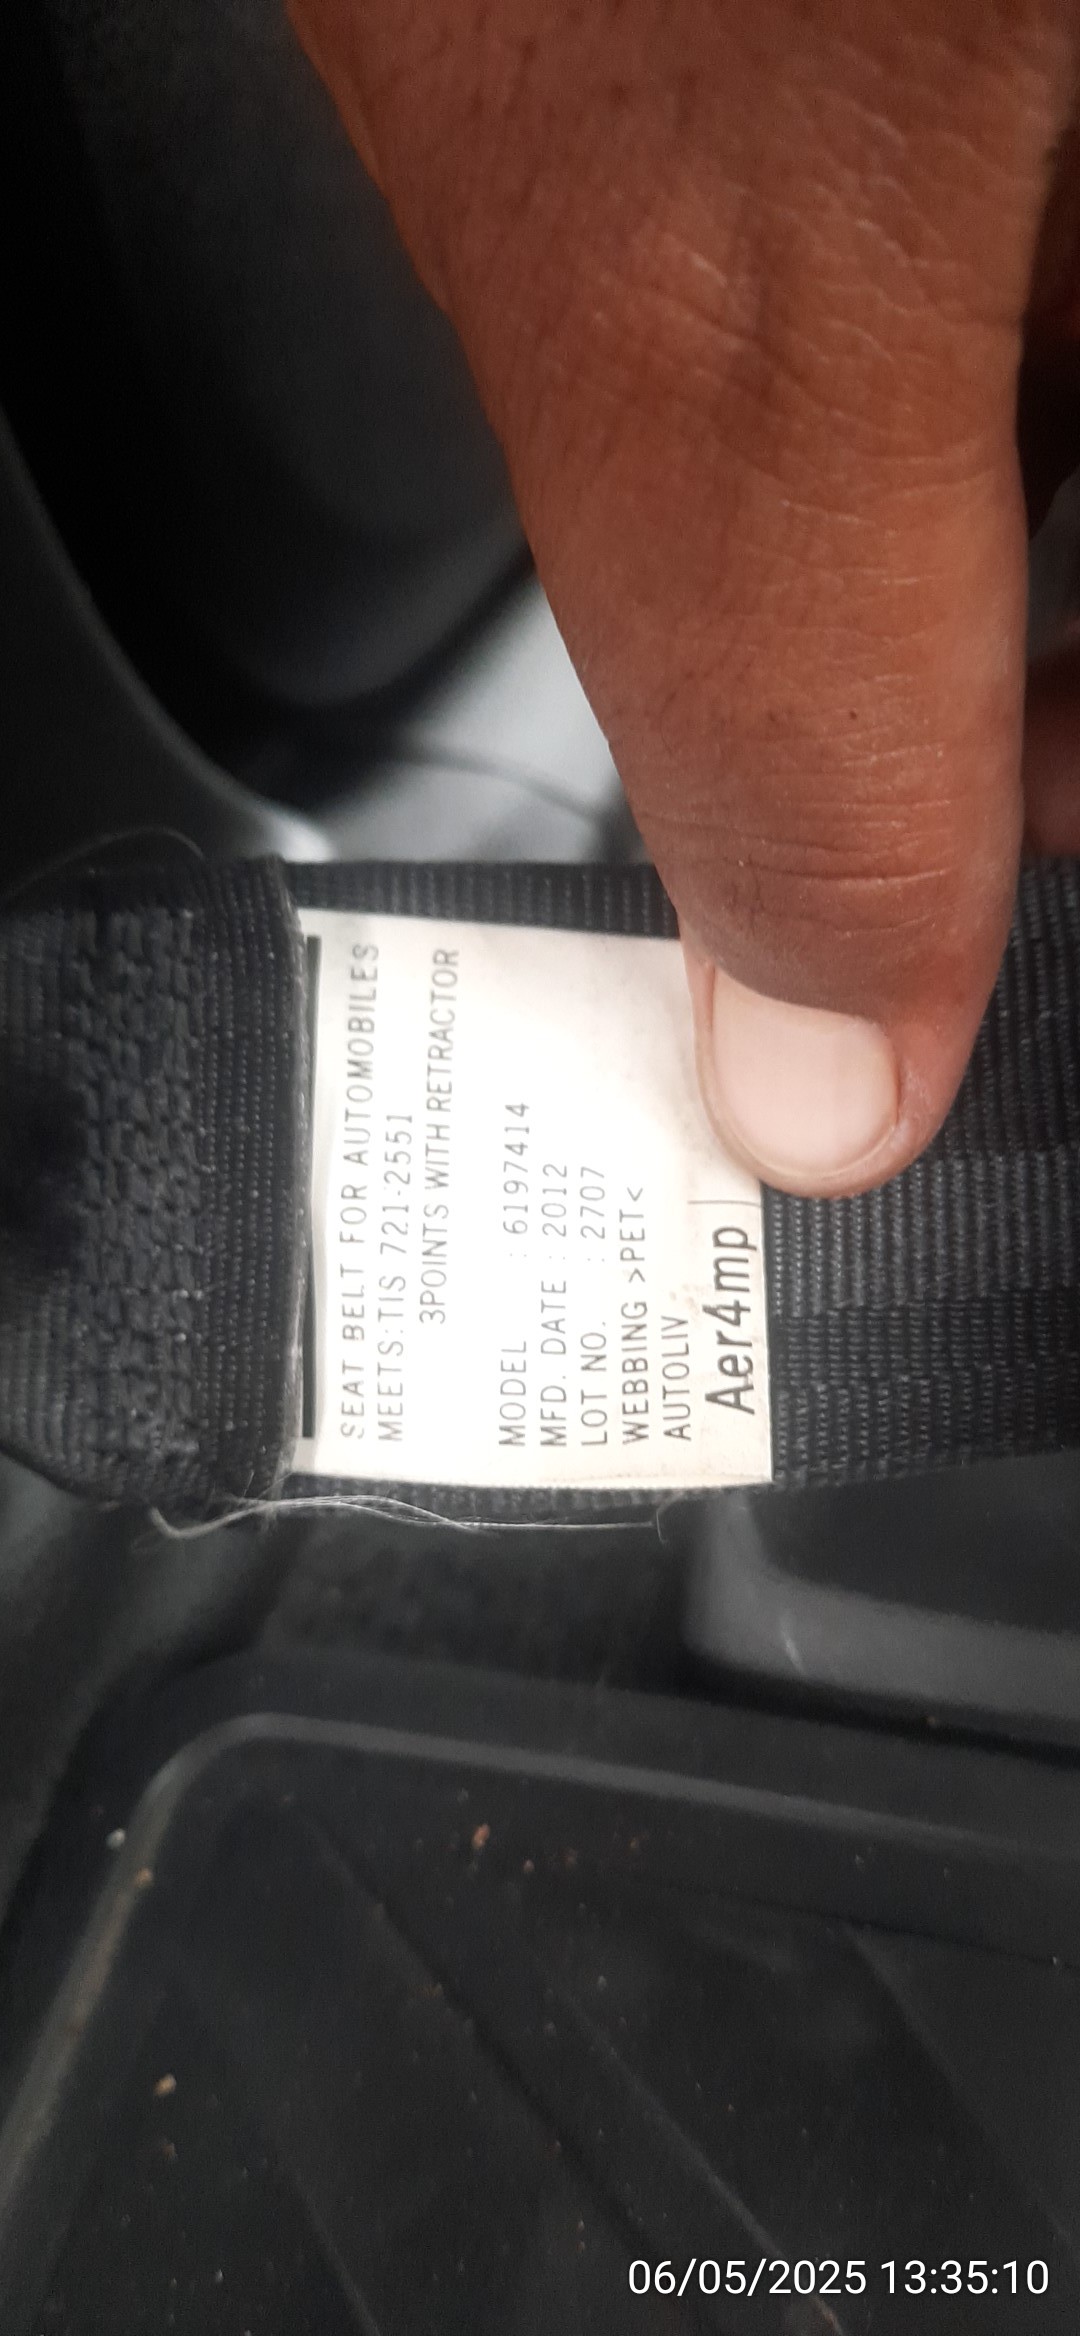 SEAT BELT FOR AUTOMOBILES
MEETS:TIS 721-2551
3POINTS WITH RETRACTOR
MODEL : 6197414
MFD. DATE : 2012
LOT NO. : 2707
WEBBING >PET<
AUTOLIV
Aer4mp
06/05/2025 13:35:10